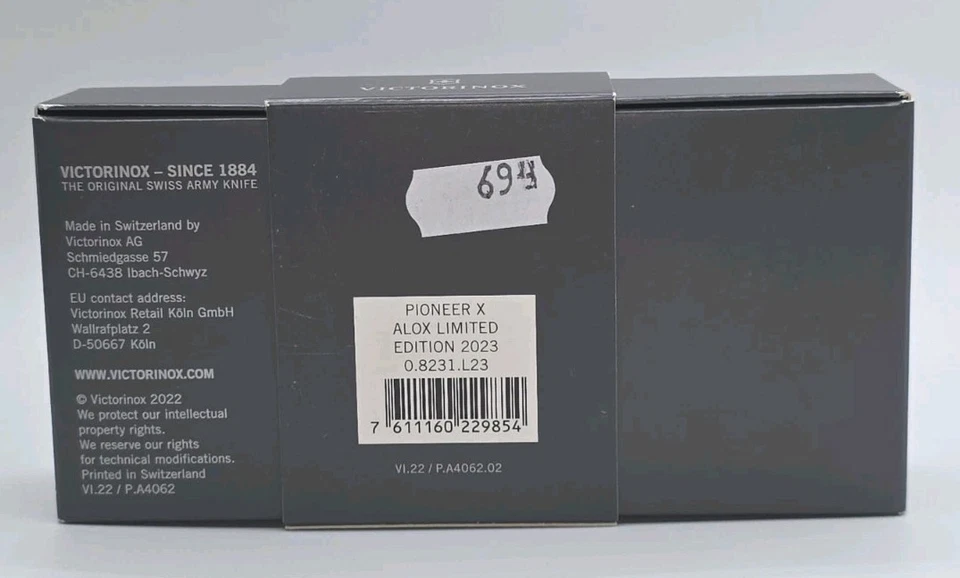 VICTORINOX
VICTORINOX – SINCE 1884
THE ORIGINAL SWISS ARMY KNIFE
Made in Switzerland by
Victorinox AG
Schmiedgasse 57
CH-6438 Ibach-Schwyz
EU contact address:
Victorinox Retail Köln GmbH
Wallrafplatz 2
D-50667 Köln
WWW.VICTORINOX.COM
© Victorinox 2022
We protect our intellectual
property rights.
We reserve our rights
for technical modifications.
Printed in Switzerland
VI.22 / P.A4062
PIONEER X
ALOX LIMITED
EDITION 2023
0.8231.L23
7 611160 229854
VI.22 / P.A4062.02